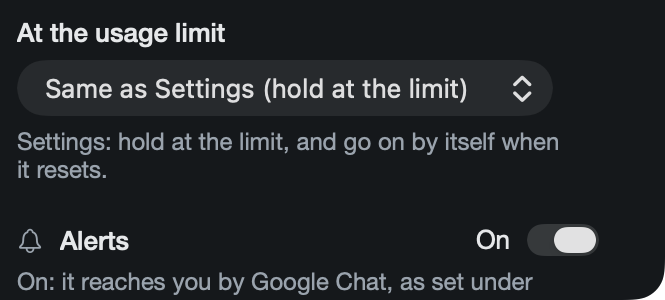 At the usage limit
Same as Settings (hold at the limit)
Settings: hold at the limit, and go on by itself when
it resets.
Alerts On
On: it reaches you by Google Chat, as set under